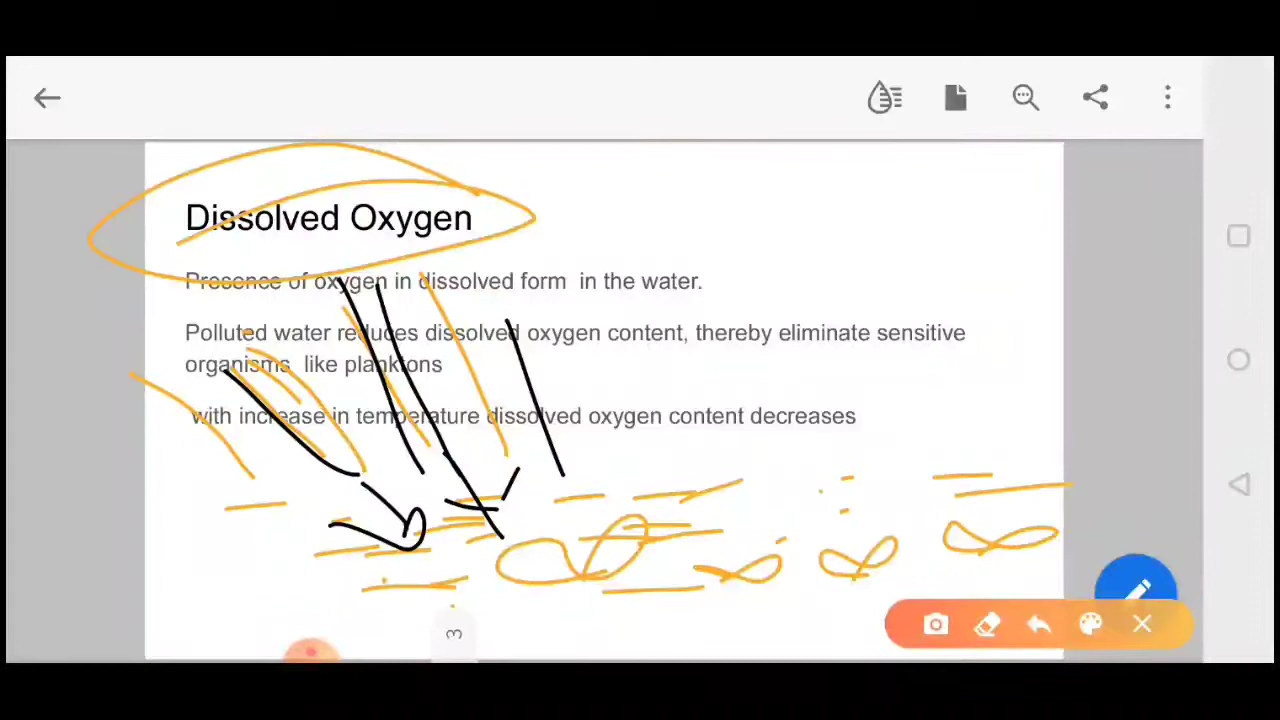 Dissolved Oxygen
Presence of oxygen in dissolved form in the water.
Polluted water reduces dissolved oxygen content, thereby eliminate sensitive
organisms like planktons
with increase in temperature dissolved oxygen content decreases
3